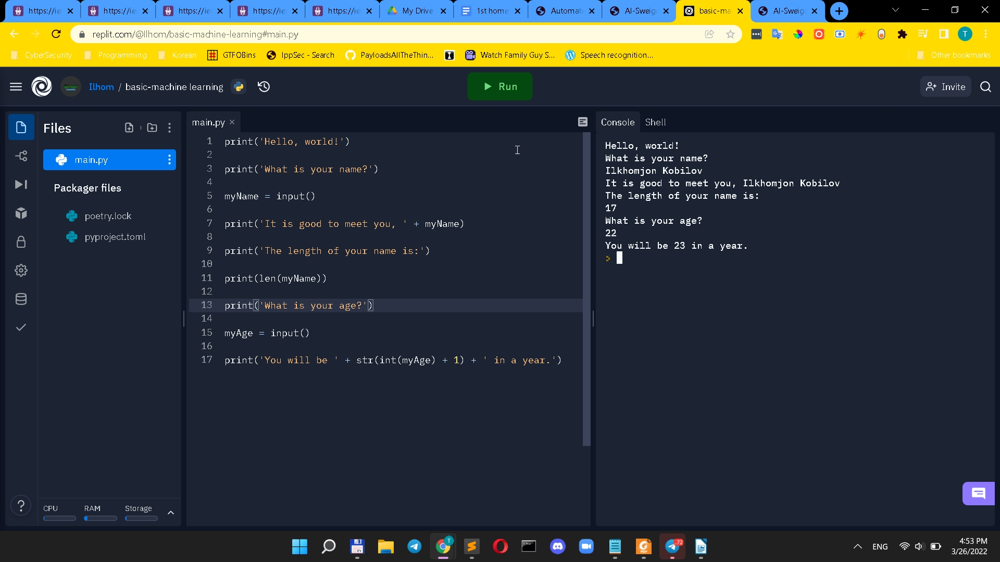 https://ie
https://ie
https://ie
https://ie
https://ie
My Drive
1st home
Automat
Al-Sweig
basic-ma
Al-Sweig
replit.com/@Ilhom/basic-machine-learning#main.py
T
CyberSecurity
Programming
Korean
GTFOBins
IppSec - Search
PayloadsAllTheThin...
Watch Family Guy S...
Speech recognition...
Other bookmarks
Ilhom / basic-machine learning
Run
Invite
Files
main.py
Packager files
poetry.lock
pyproject.toml
CPU
RAM
Storage
main.py
1 print('Hello, world!')
2
3 print('What is your name?')
4
5 myName = input()
6
7 print('It is good to meet you, ' + myName)
8
9 print('The length of your name is:')
10
11 print(len(myName))
12
13 print('What is your age?')
14
15 myAge = input()
16
17 print('You will be ' + str(int(myAge) + 1) + ' in a year.')
Console
Shell
Hello, world!
What is your name?
Ilkhomjon Kobilov
It is good to meet you, Ilkhomjon Kobilov
The length of your name is:
17
What is your age?
22
You will be 23 in a year.
64
T
PDF
..72
ENG
4:53 PM
3/26/2022